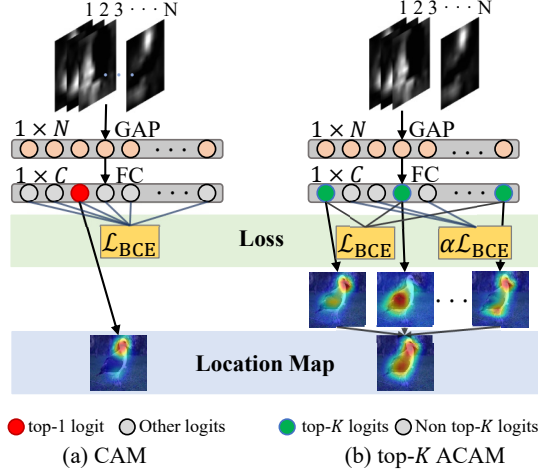 1 2 3 · · · N
1 2 3 · · · N
1 × N
GAP
1 × N
GAP
1 × C
FC
1 × C
FC
Loss
ℒBCE
ℒBCE
αℒBCE
Location Map
top-1 logit
Other logits
top-K logits
Non top-K logits
(a) CAM
(b) top-K ACAM